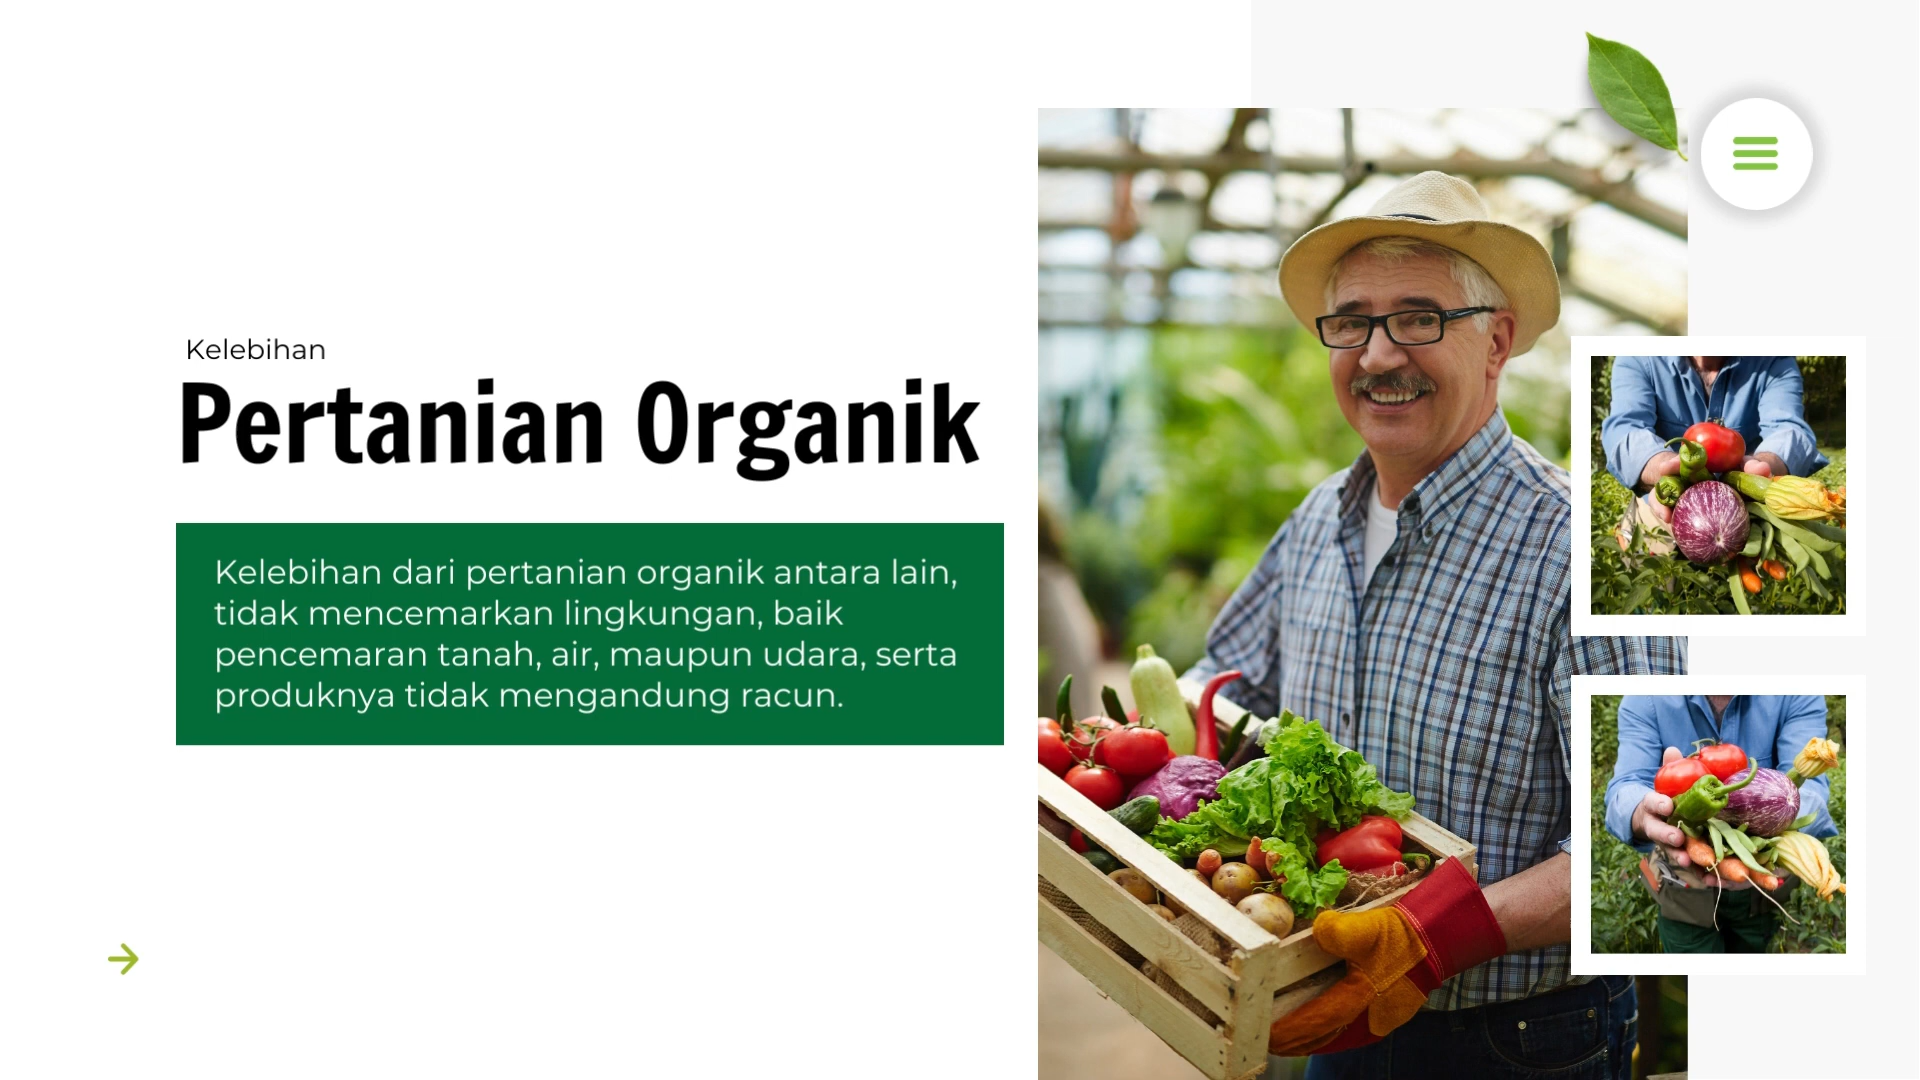 Kelebihan
Pertanian Organik
Kelebihan dari pertanian organik antara lain,
tidak mencemarkan lingkungan, baik
pencemaran tanah, air, maupun udara, serta
produknya tidak mengandung racun.